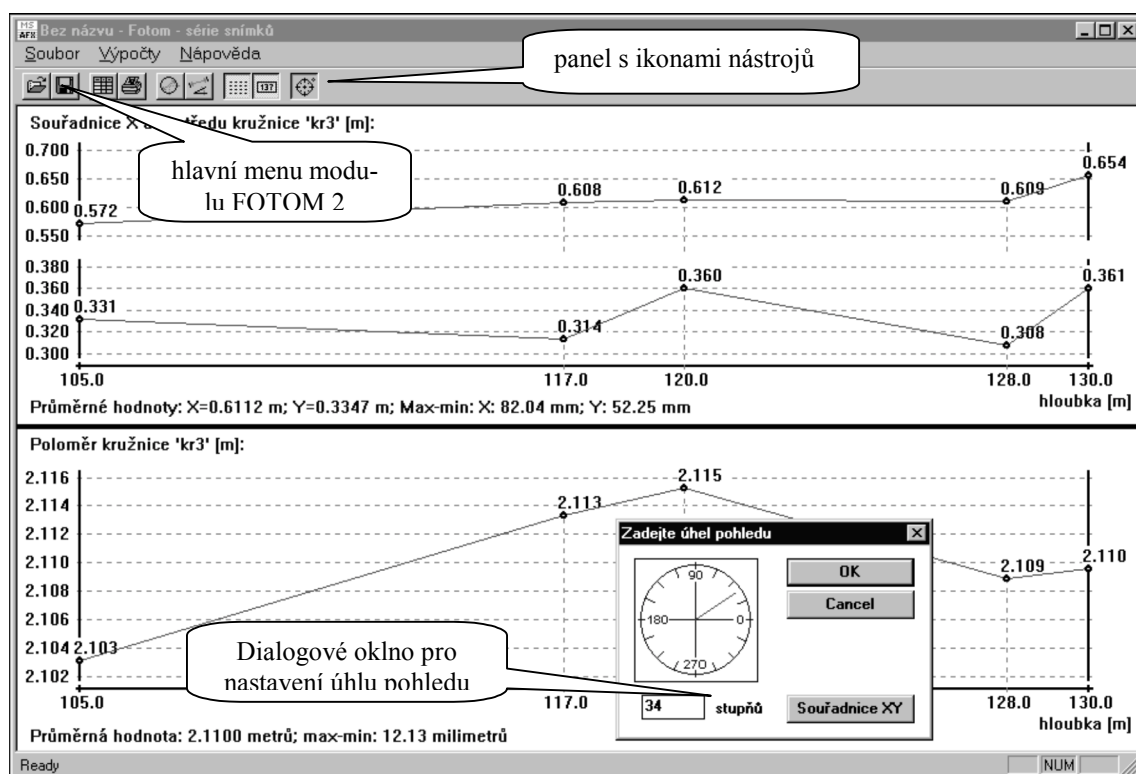 MS
AFX
Bez názvu - Fotom - série snímků
Soubor Výpočty Nápověda
panel s ikonami nástrojů
137
Souřadnice X a středu kružnice 'kr3' [m]:
hlavní menu modu-
lu FOTOM 2
0.700
0.650
0.600
0.550
0.572
0.608
0.612
0.609
0.654
0.380
0.360
0.340
0.320
0.300
0.331
0.314
0.360
0.308
0.361
105.0 117.0 120.0 128.0 130.0
hloubka [m]
Průměrné hodnoty: X=0.6112 m; Y=0.3347 m; Max-min: X: 82.04 mm; Y: 52.25 mm
Poloměr kružnice 'kr3' [m]:
2.116
2.114
2.112
2.110
2.108
2.106
2.104
2.102
2.103
2.113
2.115
2.109
2.110
Zadejte úhel pohledu
90
180
0
270
OK
Cancel
34 stupňů
Souřadnice XY
Dialogové oklno pro
nastavení úhlu pohledu
105.0 117.0 128.0 130.0
hloubka [m]
Průměrná hodnota: 2.1100 metrů; max-min: 12.13 milimetrů
Ready NUM